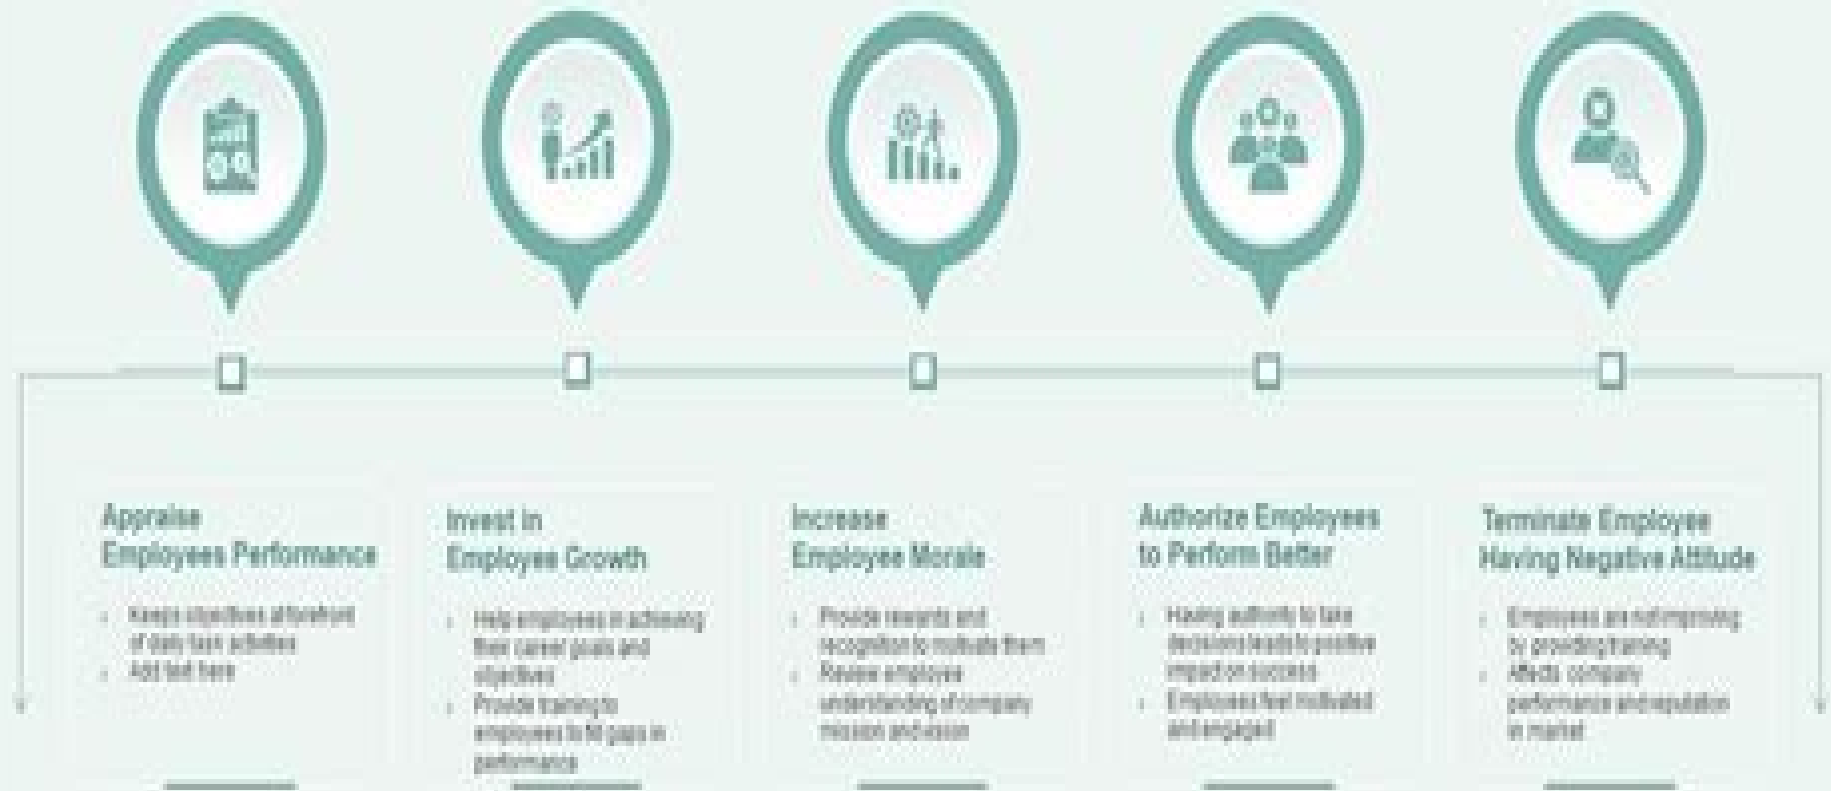 Appraise
Employees Performance
Keeps objectives at forefront
of daily task activities
Add text here
Invest in
Employee Growth
Help employees in achieving
their career goals and
objectives
Provide training to
employees to fill gaps in
performance
Increase
Employee Morale
Provide rewards and
recognition to motivate them
Review employee
understanding of company
mission and vision
Authorize Employees
to Perform Better
Having authority to take
decisions leads to positive
impact on success
Employees feel motivated
and engaged
Terminate Employee
Having Negative Attitude
Employees are not improving
by providing training
Affects company
performance and reputation
in market